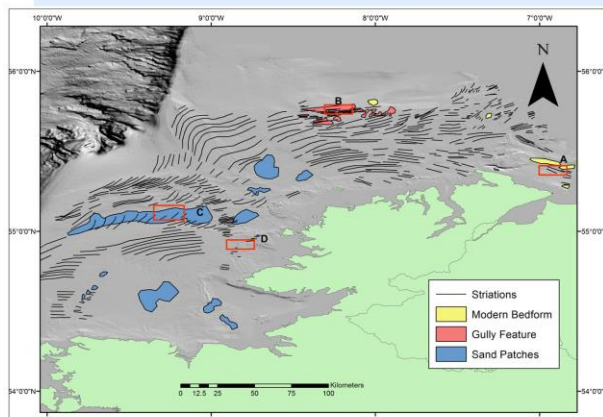 10°0'0"W 9°0'0"W 8°0'0"W 7°0'0"W
56°0'0"N 56°0'0"N
55°0'0"N 55°0'0"N
54°0'0"N 54°0'0"N
N
B
A
C
D
Striations
Modern Bedform
Gully Feature
Sand Patches
Kilometers
0 12.5 25 50 75 100